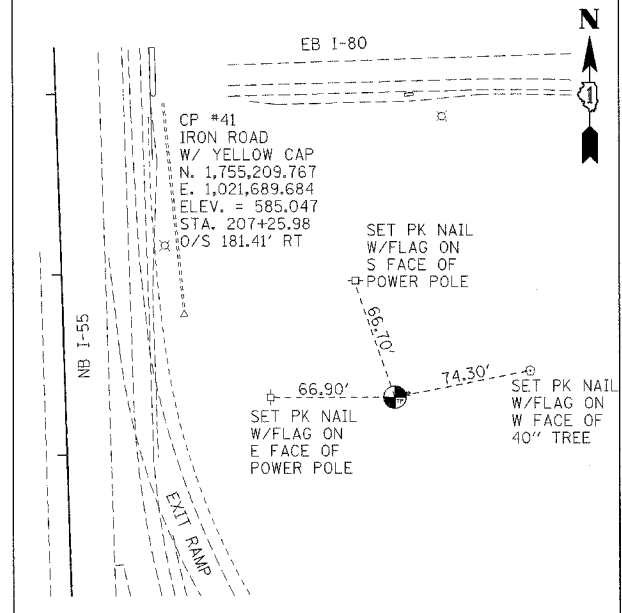 N
EB I-80
CP #41
IRON ROAD
W/ YELLOW CAP
N. 1,755,209.767
E. 1,021,689.684
ELEV. = 585.047
STA. 207+25.98
O/S 181.41' RT
SET PK NAIL
W/FLAG ON
S FACE OF
POWER POLE
NB I-55
66.70'
66.90'
74.30'
TP
SET PK NAIL
W/FLAG ON
E FACE OF
POWER POLE
SET PK NAIL
W/FLAG ON
W FACE OF
40" TREE
EXIT RAMP